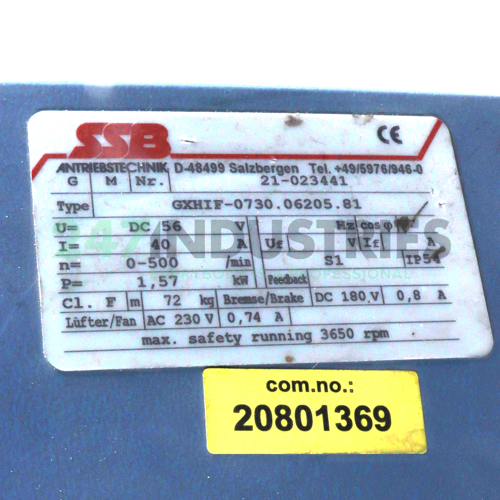 SSB
CE
ANTRIEBSTECHNIK D-48499 Salzbergen Tel. +49/5976/946-0
G M Nr. 21-023441
Type GXHIF-0730.06205.81
U= DC 56 V Hz cosφ
I= 40 A Uf V If A
n= 0-500 /min S1 IP54
P= 1,57 kW Feedback
Cl. F m 72 kg Bremse/Brake DC 180 V 0,8 A
Lüfter/Fan AC 230 V 0,74 A
max. safety running 3650 rpm
247INDUSTRIES
com.no.:
20801369